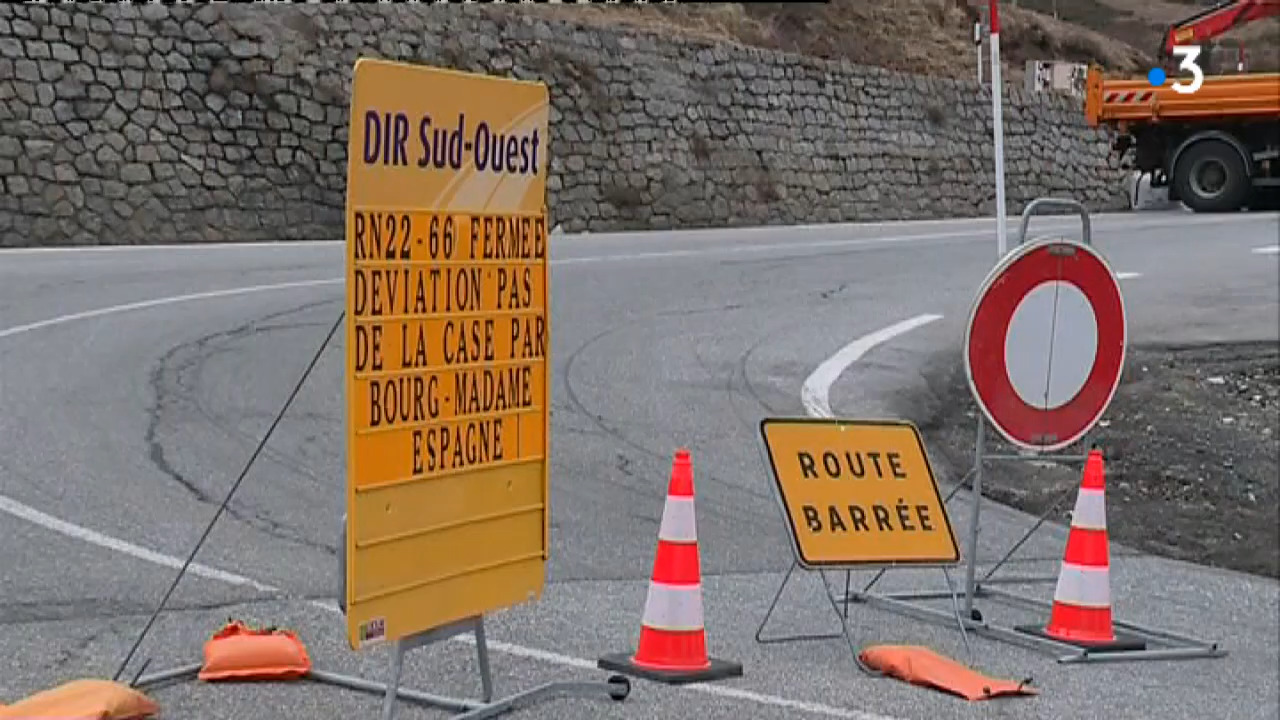 DIR Sud-Ouest
RN22-66 FERMEE
DEVIATION PAS
DE LA CASE PAR
BOURG-MADAME
ESPAGNE
ROUTE
BARRÉE
3